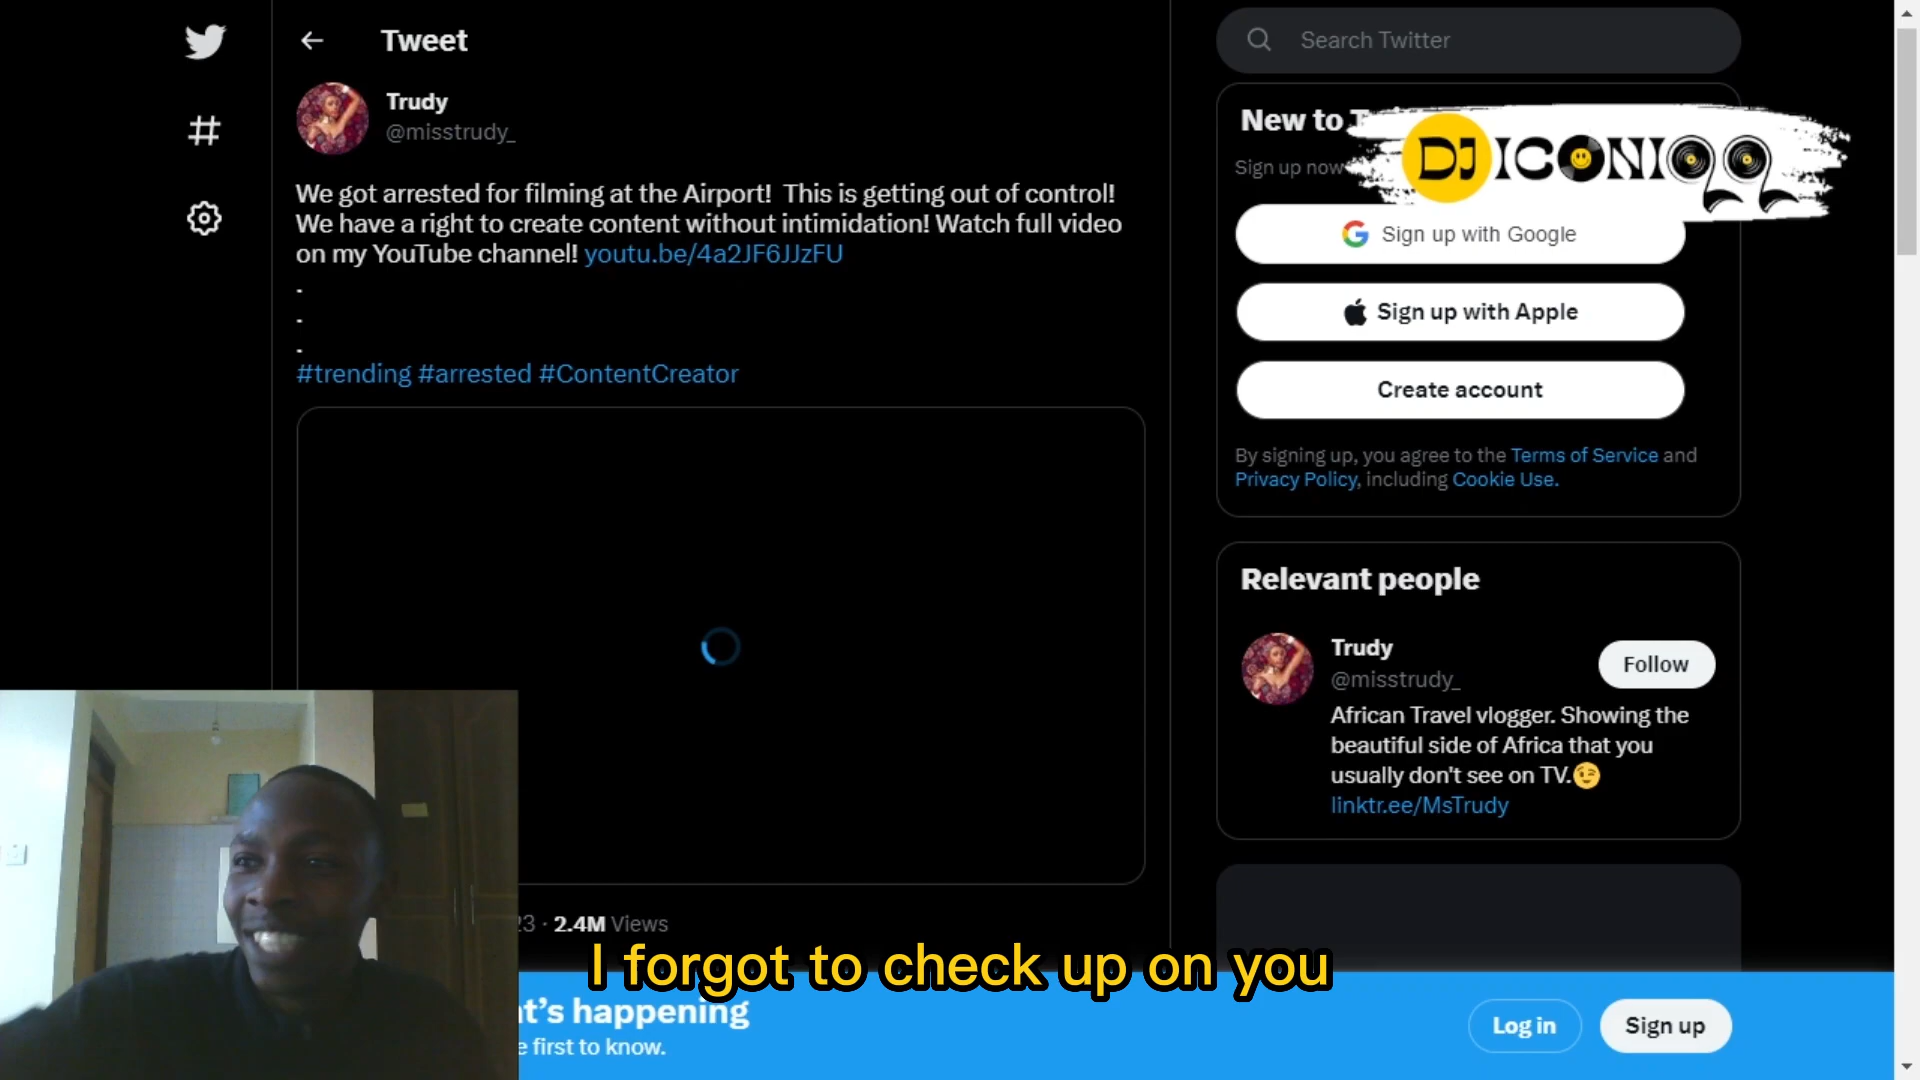 Tweet
Trudy
@misstrudy_
We got arrested for filming at the Airport! This is getting out of control!
We have a right to create content without intimidation! Watch full video
on my YouTube channel! youtu.be/4a2JF6JJzFU
.
.
.
#trending #arrested #ContentCreator
23 · 2.4M Views
I forgot to check up on you
t's happening
e first to know.
Search Twitter
New to
Sign up now
DJ ICONIQQ
Sign up with Google
Sign up with Apple
Create account
By signing up, you agree to the Terms of Service and
Privacy Policy, including Cookie Use.
Relevant people
Trudy
@misstrudy_
Follow
African Travel vlogger. Showing the
beautiful side of Africa that you
usually don't see on TV.😉
linktr.ee/MsTrudy
Log in
Sign up